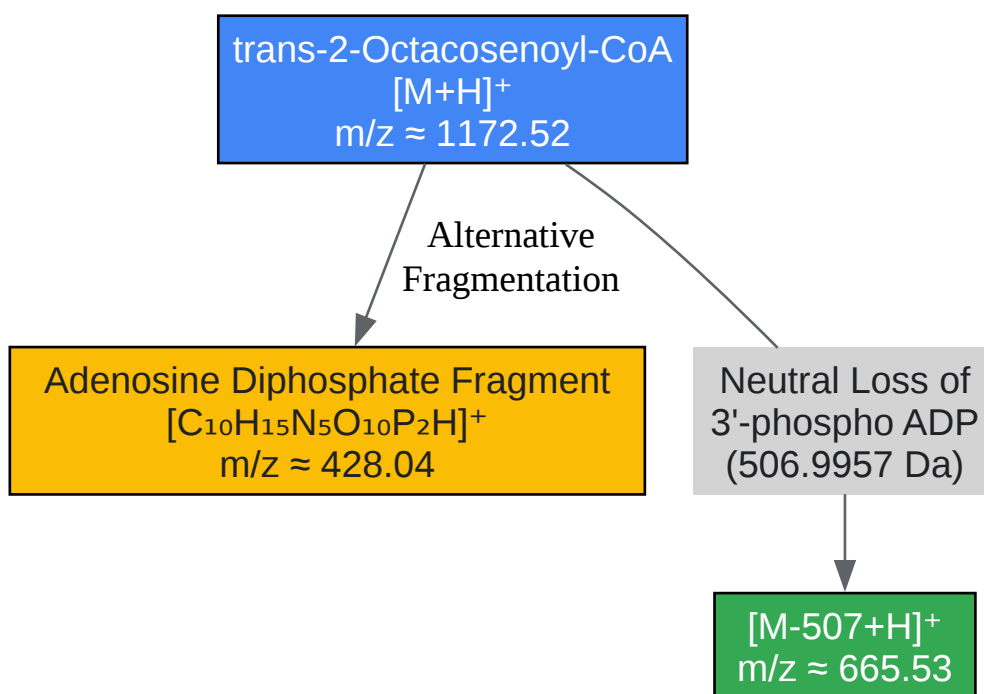 trans-2-Octacosenoyl-CoA
[M+H]⁺
m/z ≈ 1172.52
Alternative
Fragmentation
Adenosine Diphosphate Fragment
[C₁₀H₁₅N₅O₁₀P₂H]⁺
m/z ≈ 428.04
Neutral Loss of
3'-phospho ADP
(506.9957 Da)
[M-507+H]⁺
m/z ≈ 665.53